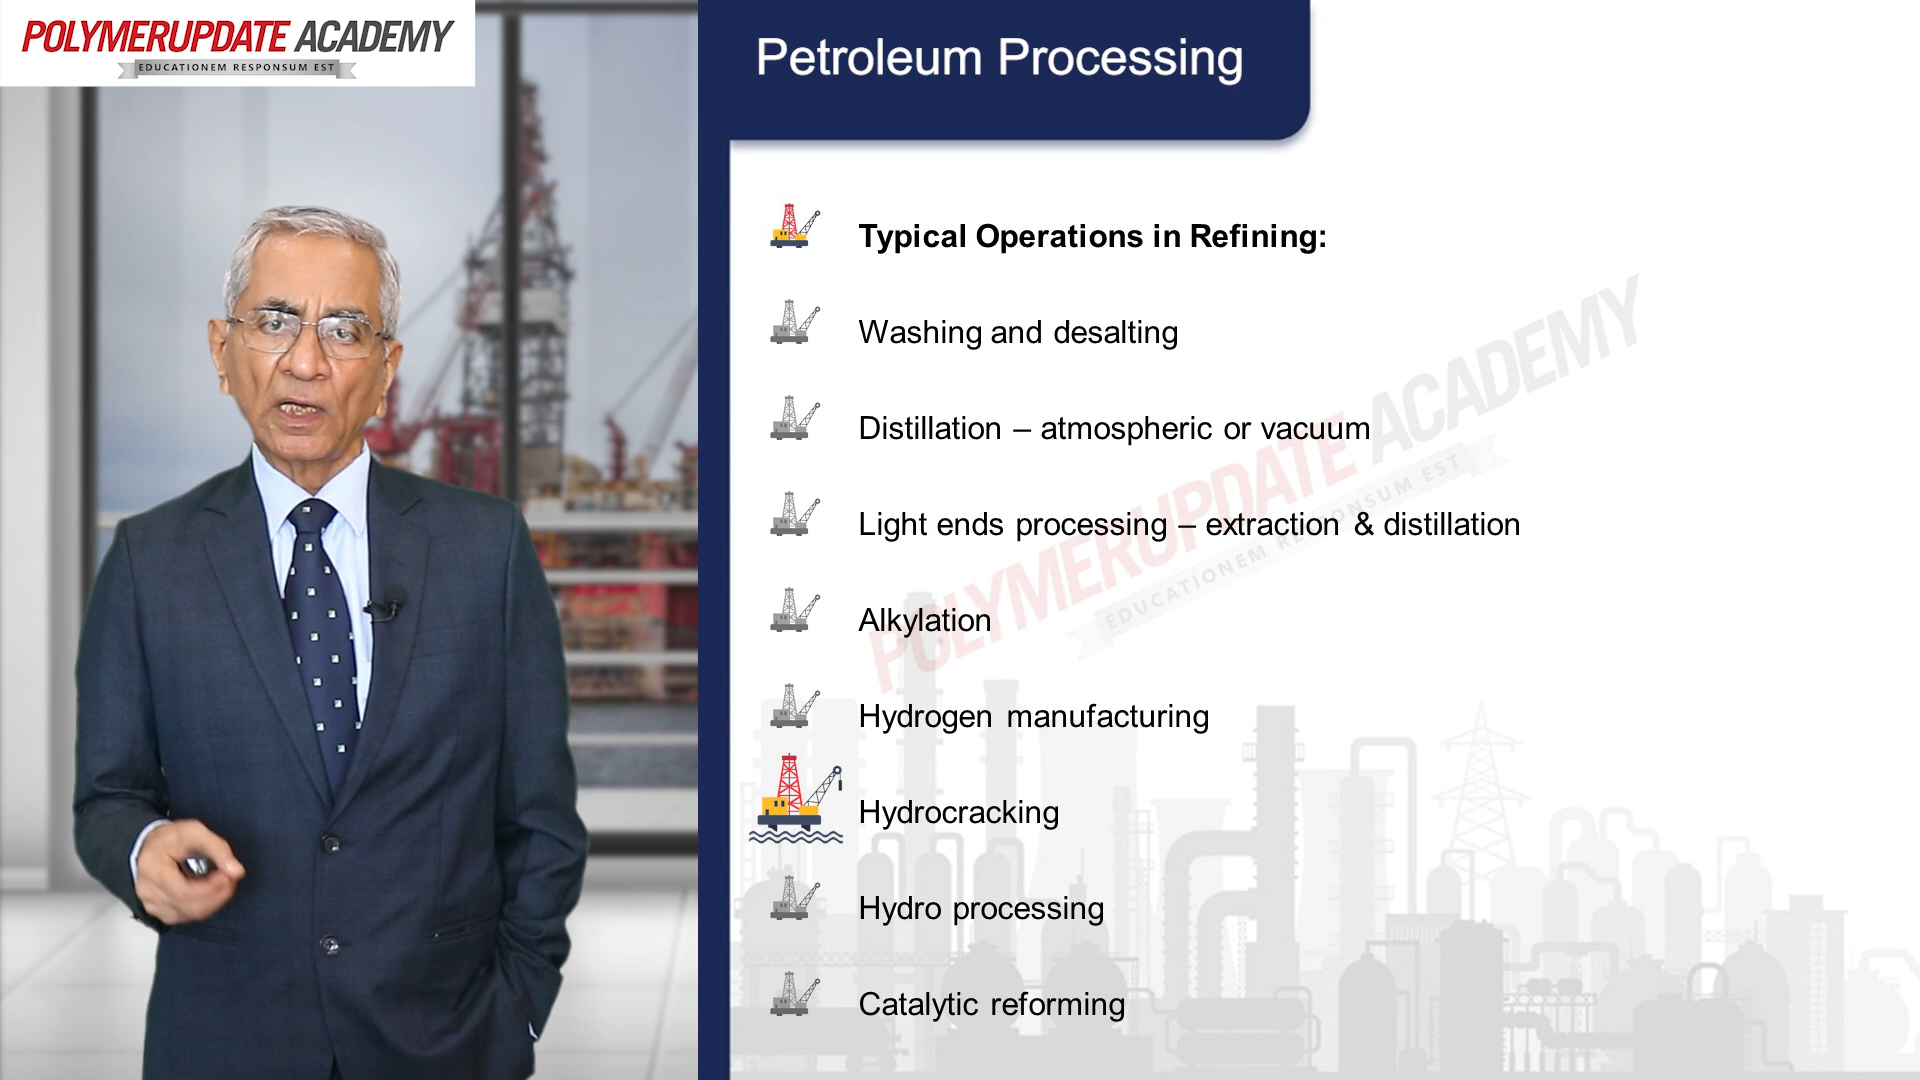 POLYMERUPDATE ACADEMY
EDUCATIONEM RESPONSUM EST
Petroleum Processing
Typical Operations in Refining:
Washing and desalting
Distillation – atmospheric or vacuum
Light ends processing – extraction & distillation
Alkylation
Hydrogen manufacturing
Hydrocracking
Hydro processing
Catalytic reforming
POLYMERUPDATE ACADEMY
EDUCATIONEM RESPONSUM EST